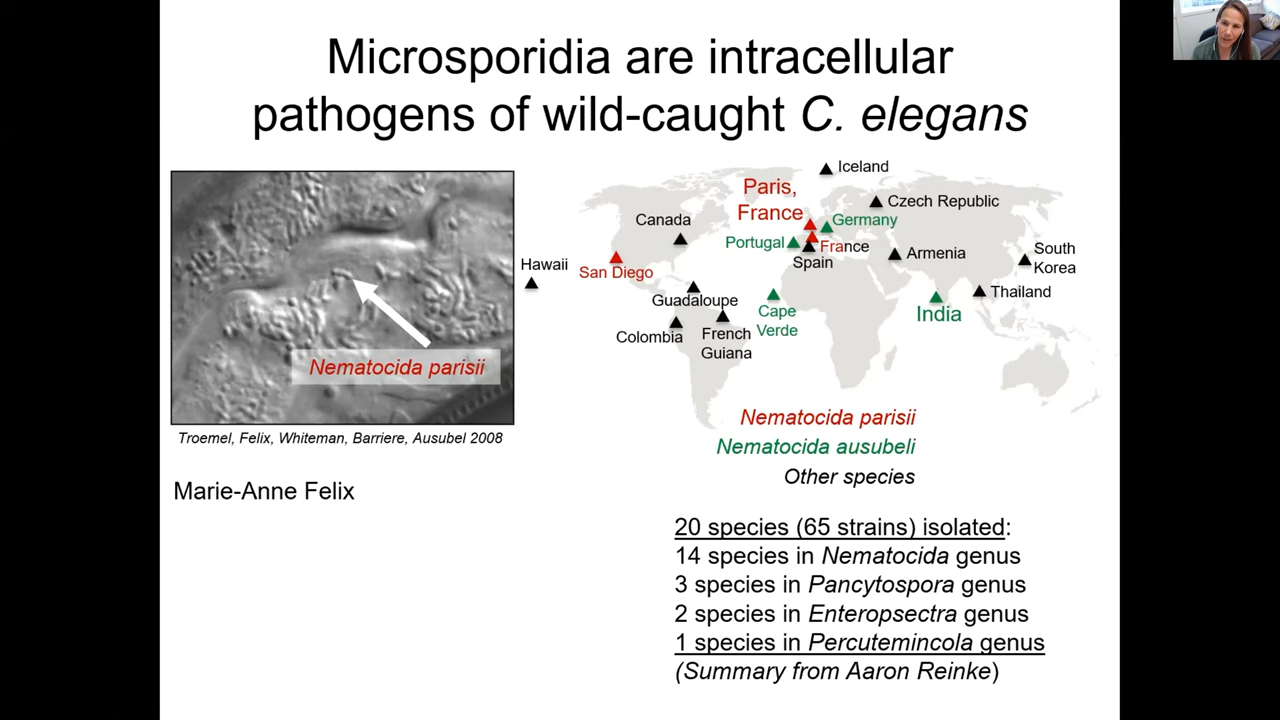 Microsporidia are intracellular
pathogens of wild-caught C. elegans
Nematocida parisii
Troemel, Felix, Whiteman, Barriere, Ausubel 2008
Marie-Anne Felix
Iceland
Paris,
France
Czech Republic
Canada
Germany
Portugal
France
Spain
Armenia
South
Korea
Hawaii
San Diego
Thailand
Guadaloupe
Cape
Verde
India
Colombia
French
Guiana
Nematocida parisii
Nematocida ausubeli
Other species
20 species (65 strains) isolated:
14 species in Nematocida genus
3 species in Pancytospora genus
2 species in Enteropsectra genus
1 species in Percutemincola genus
(Summary from Aaron Reinke)